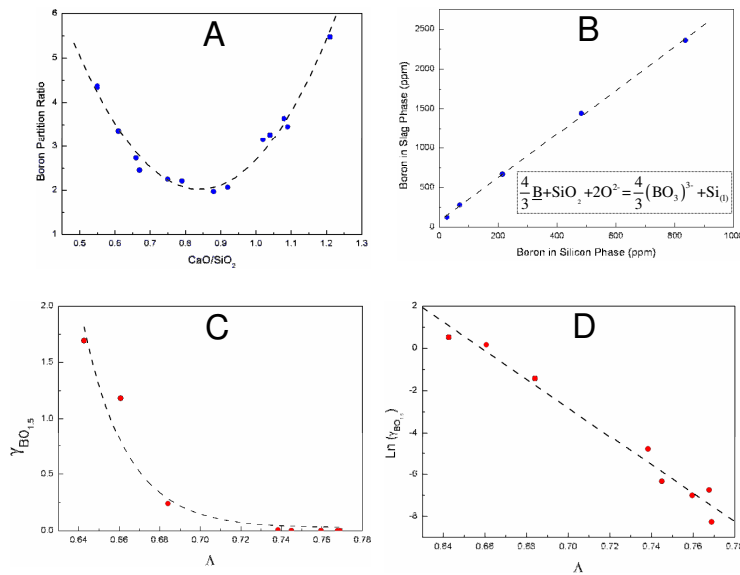 A
6
5
4
3
2
1
Boron Partition Ratio
0.5 0.6 0.7 0.8 0.9 1.0 1.1 1.2 1.3
CaO/SiO₂
B
2500
2000
1500
1000
500
0
Boron in Slag Phase (ppm)
4/3 B+SiO₂+2O²⁻=4/3(BO₃)³⁻+Si(l)
0 200 400 600 800 1000
Boron in Silicon Phase (ppm)
C
2.0
1.5
1.0
0.5
0.0
γBO₁.₅
0.64 0.66 0.68 0.70 0.72 0.74 0.76 0.78
Λ
D
2
0
-2
-4
-6
-8
0.64 0.66 0.68 0.70 0.72 0.74 0.76 0.78
Λ